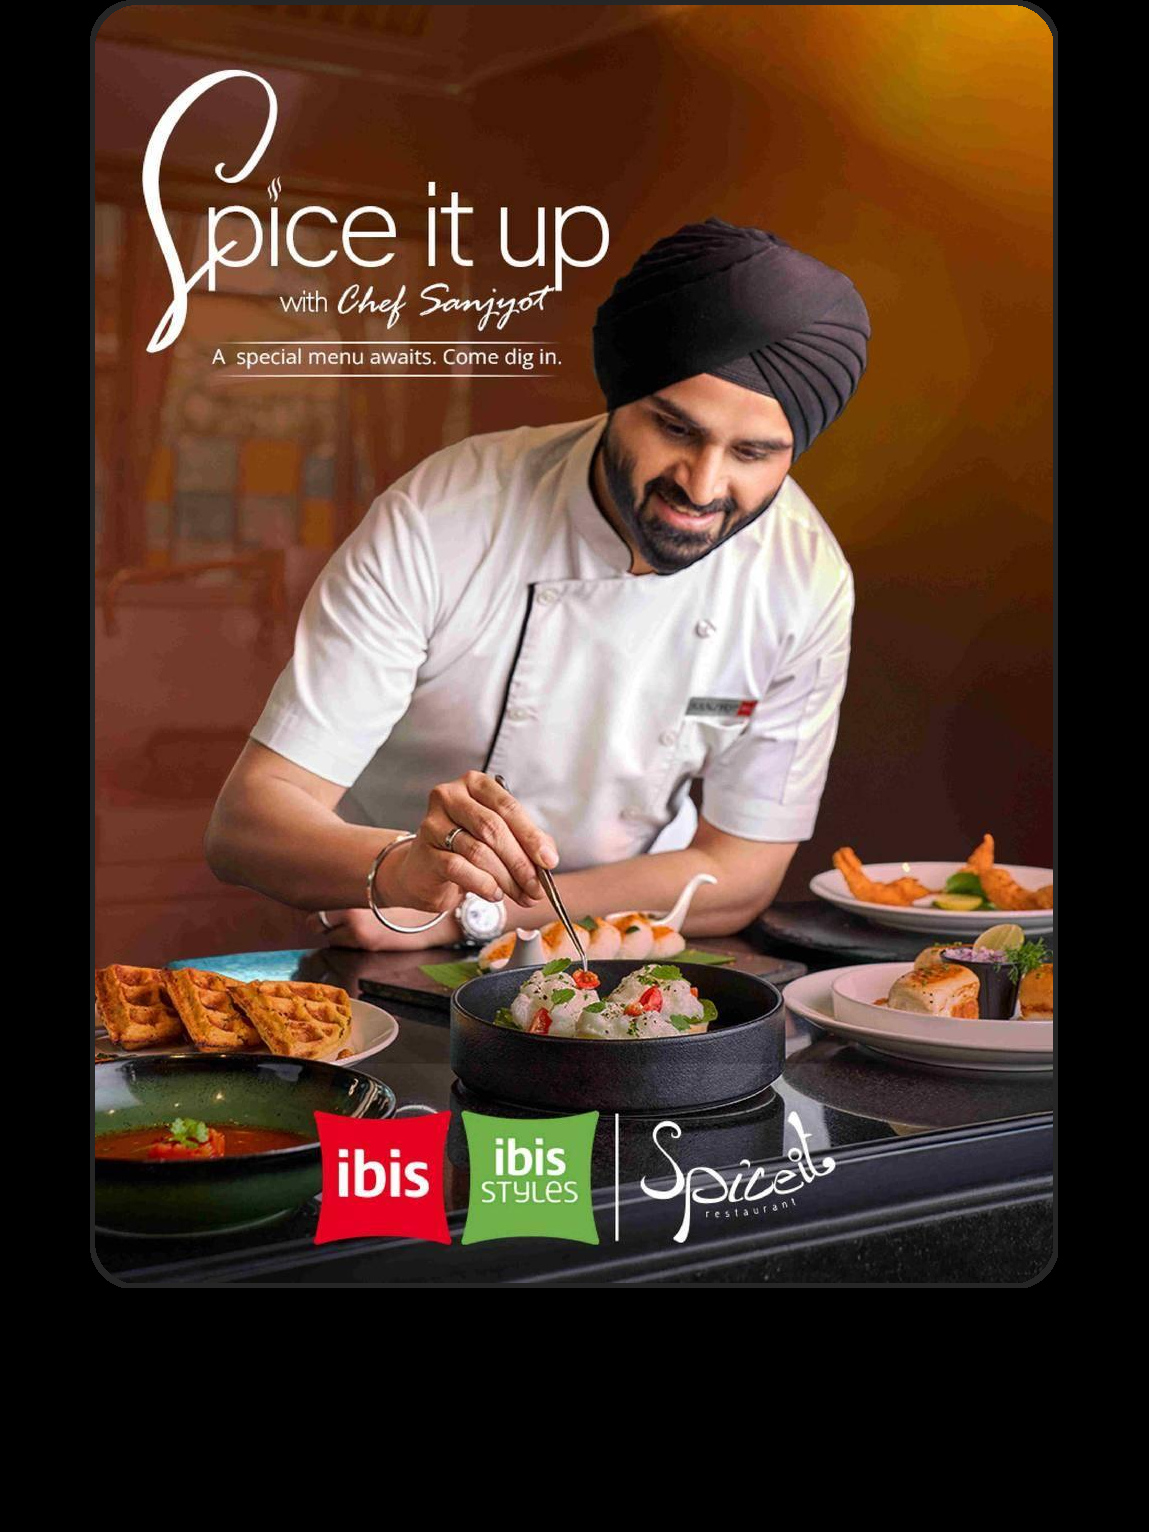 Spice it up
with Chef Sanjyot
A special menu awaits. Come dig in.
ibis
ibis
STYLES
Spiceit
restaurant